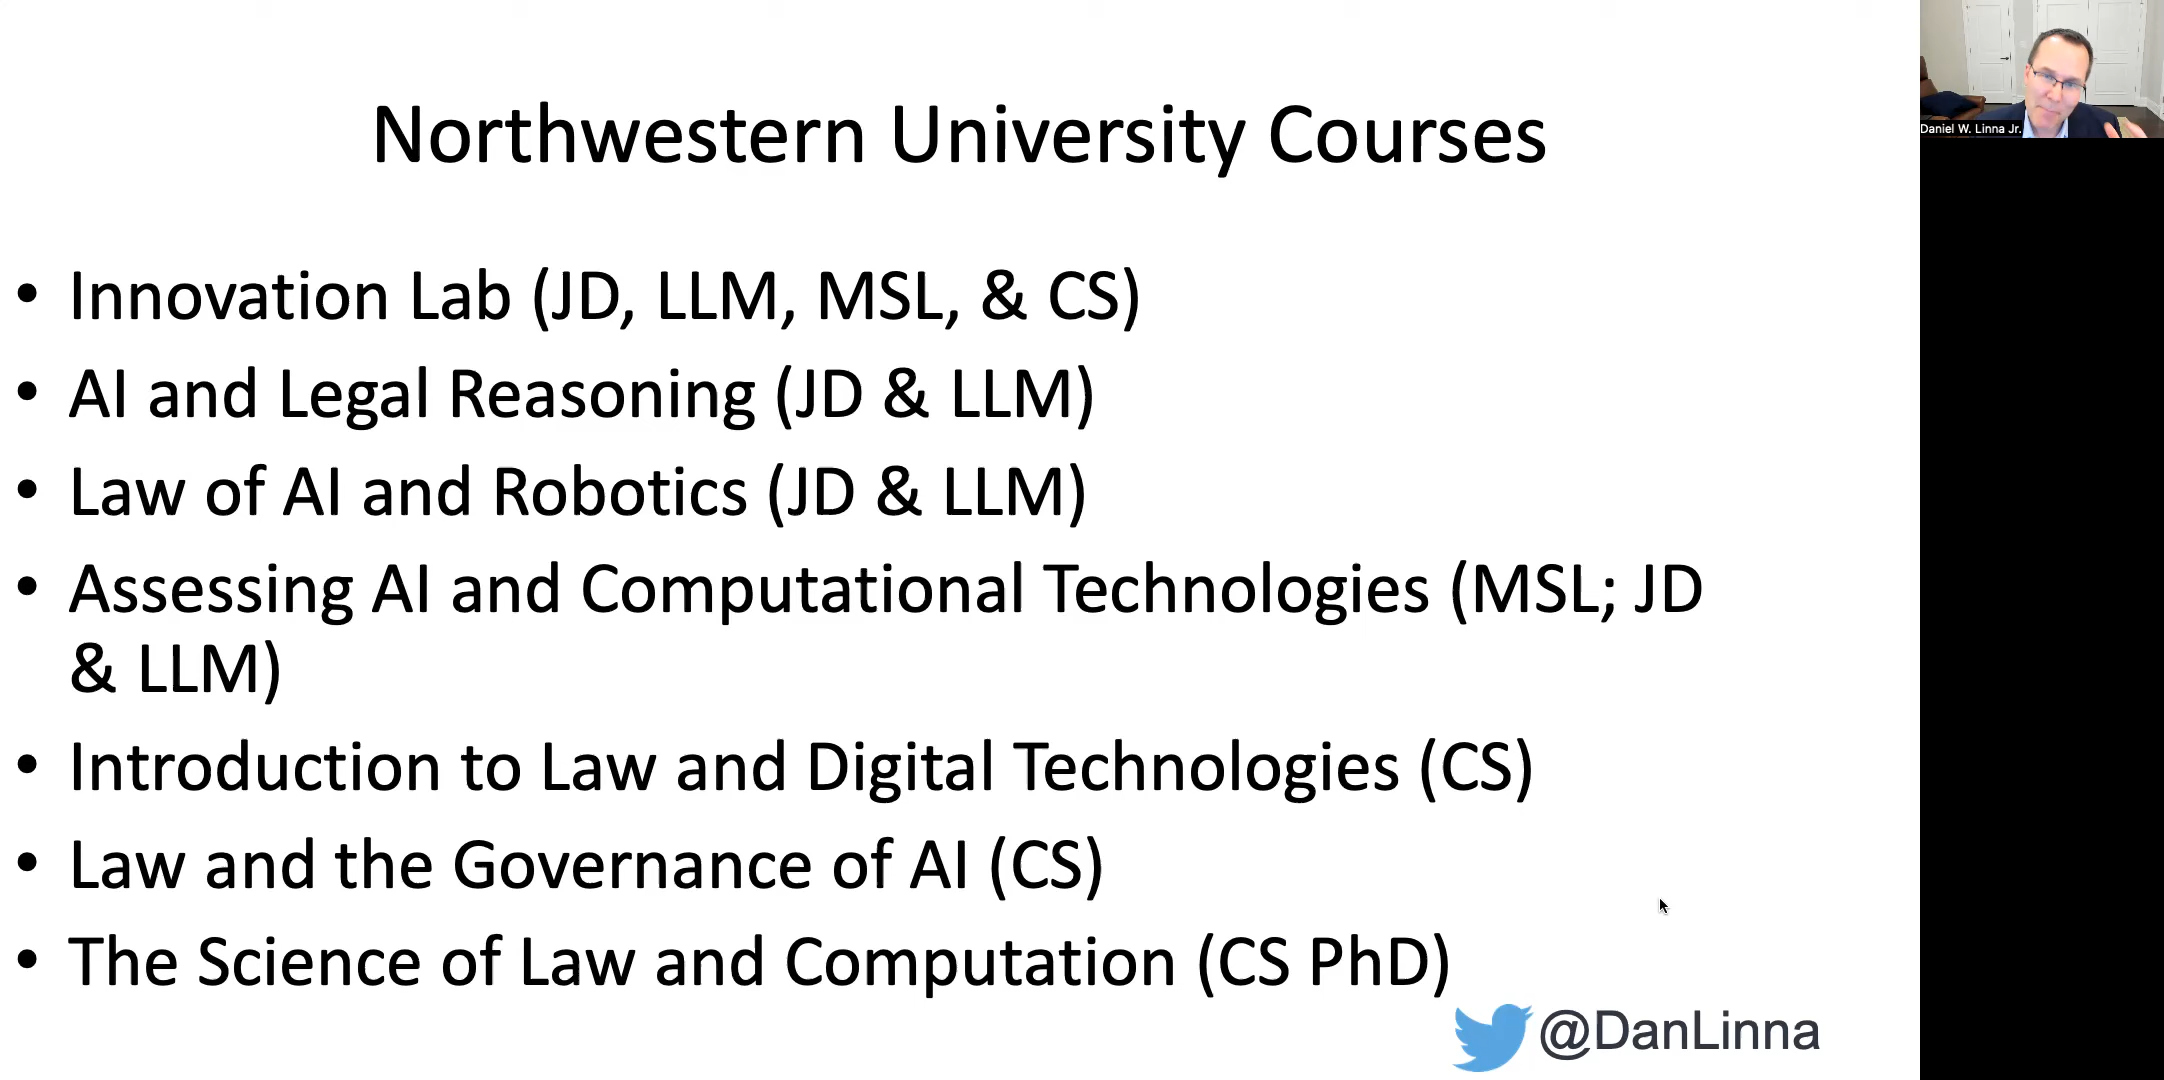 Northwestern University Courses
• Innovation Lab (JD, LLM, MSL, & CS)
• AI and Legal Reasoning (JD & LLM)
• Law of AI and Robotics (JD & LLM)
• Assessing AI and Computational Technologies (MSL; JD
& LLM)
• Introduction to Law and Digital Technologies (CS)
• Law and the Governance of AI (CS)
• The Science of Law and Computation (CS PhD)
@DanLinna
Daniel W. Linna Jr.